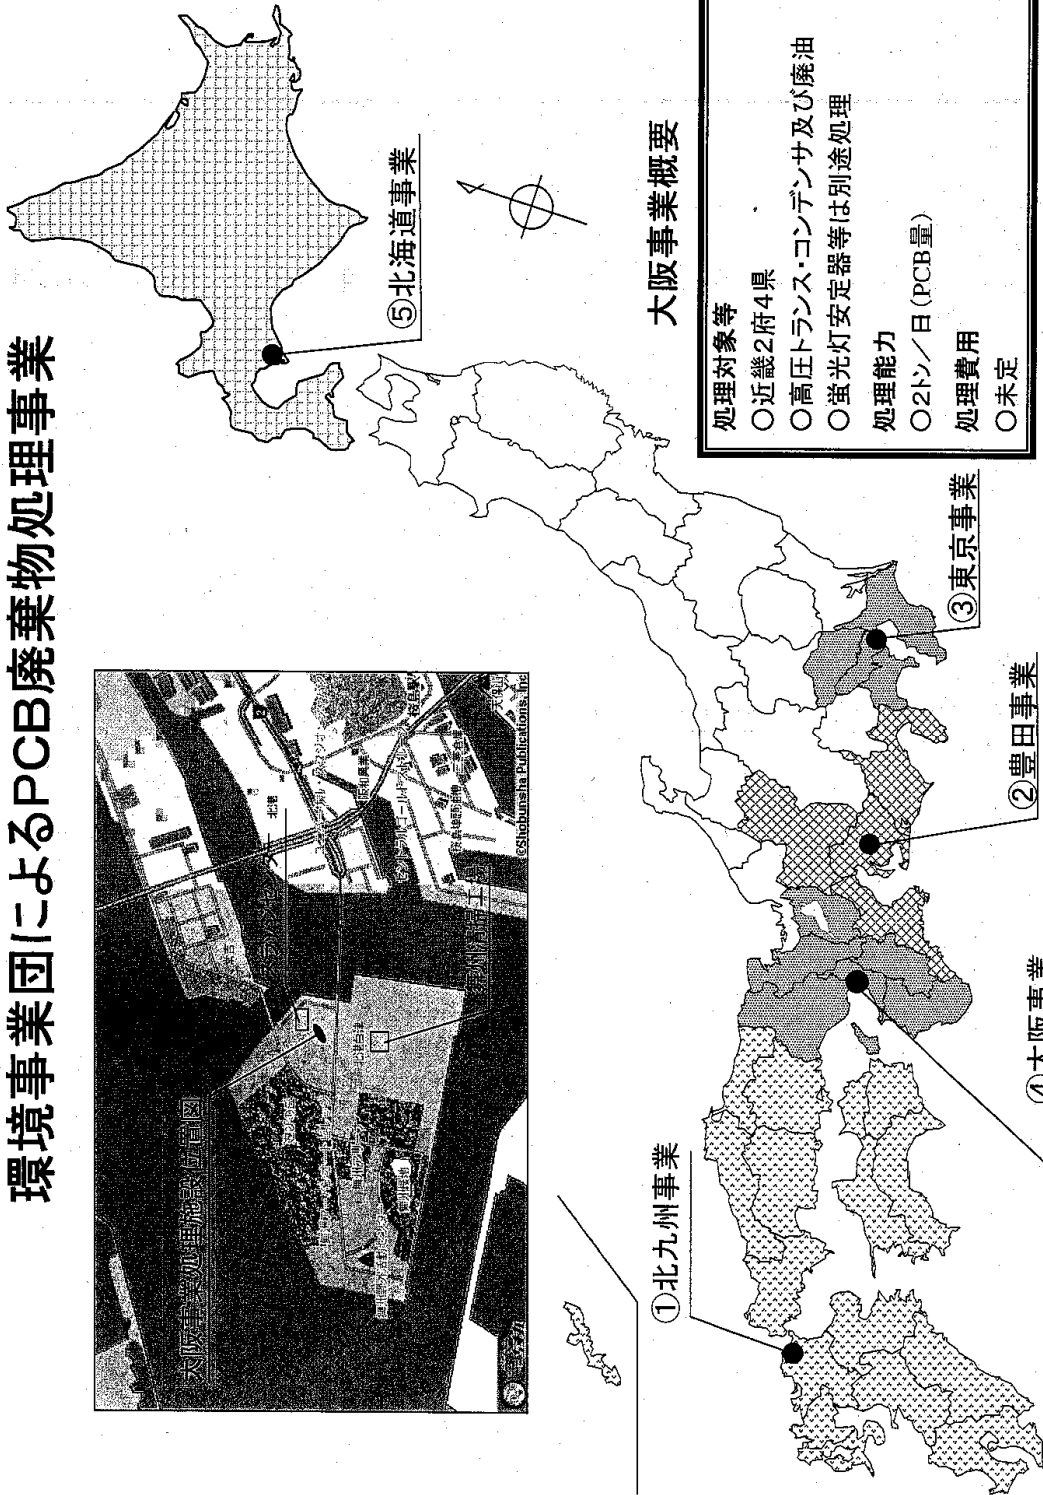 環境事業団によるPCB廃棄物処理事業
大阪事業処理施設立地図
北港
©Shobunsha Publications, Inc
⑤北海道事業
大阪事業概要
処理対象等
○近畿2府4県
○高圧トランス・コンデンサ及び廃油
○蛍光灯安定器等は別途処理
処理能力
○2トン/日(PCB量)
処理費用
○未定
③東京事業
②豊田事業
④大阪事業
①北九州事業